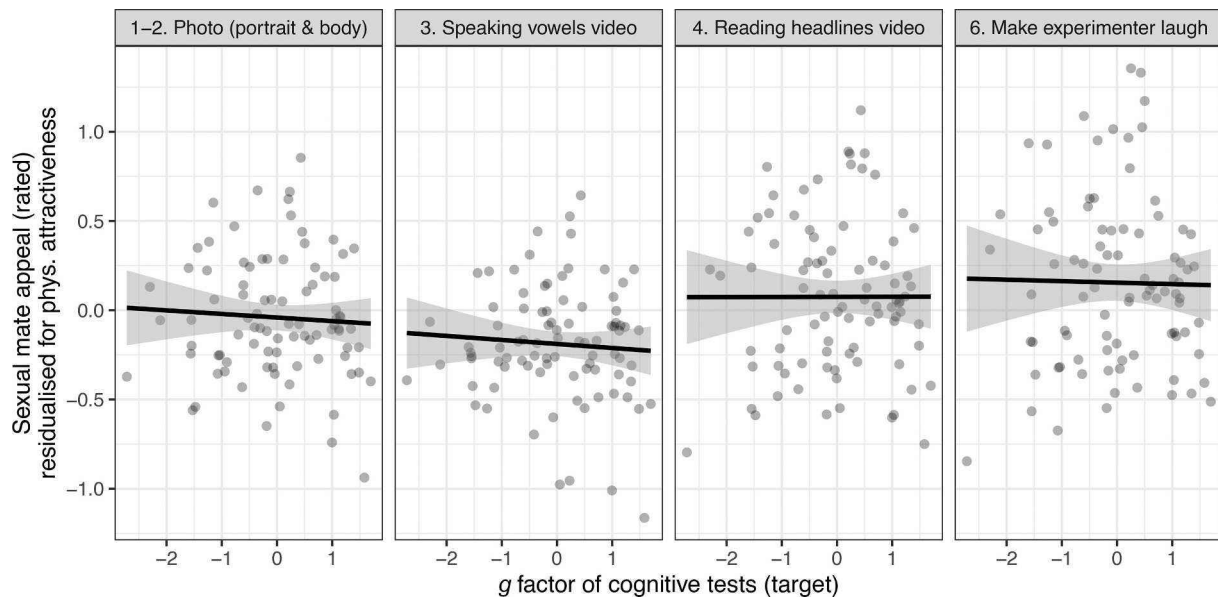 1–2. Photo (portrait & body)
3. Speaking vowels video
4. Reading headlines video
6. Make experimenter laugh
Sexual mate appeal (rated)
residualised for phys. attractiveness
1.0
0.5
0.0
−0.5
−1.0
−2 −1 0 1 −2 −1 0 1 −2 −1 0 1 −2 −1 0 1
g factor of cognitive tests (target)